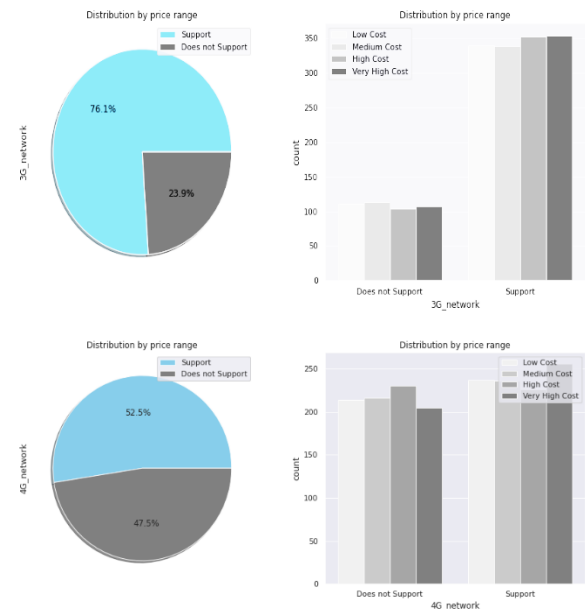 Distribution by price range
Support
Does not Support
76.1%
23.9%
3G_network
Distribution by price range
Low Cost
Medium Cost
High Cost
Very High Cost
350
300
250
200
150
100
50
0
count
Does not Support
Support
3G_network
Distribution by price range
Support
Does not Support
52.5%
47.5%
4G_network
Distribution by price range
Low Cost
Medium Cost
High Cost
Very High Cost
250
200
150
100
50
0
count
Does not Support
Support
4G_network